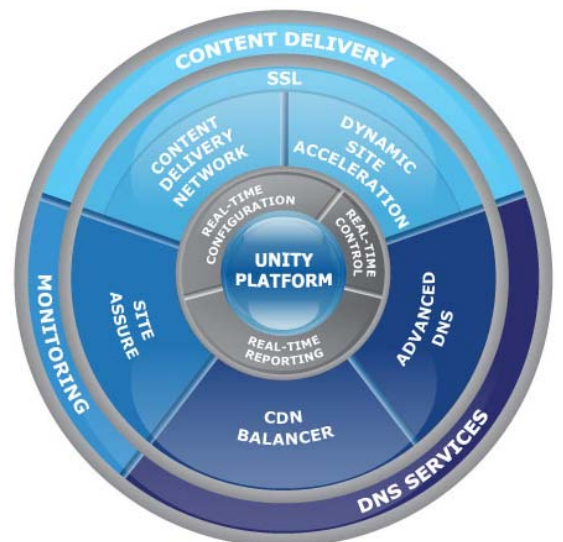 CONTENT DELIVERY
SSL
CONTENT
DELIVERY
NETWORK
DYNAMIC
SITE
ACCELERATION
REAL-TIME
CONFIGURATION
REAL-TIME
CONTROL
UNITY
PLATFORM
REAL-TIME
REPORTING
MONITORING
SITE
ASSURE
ADVANCED
DNS
CDN
BALANCER
DNS SERVICES